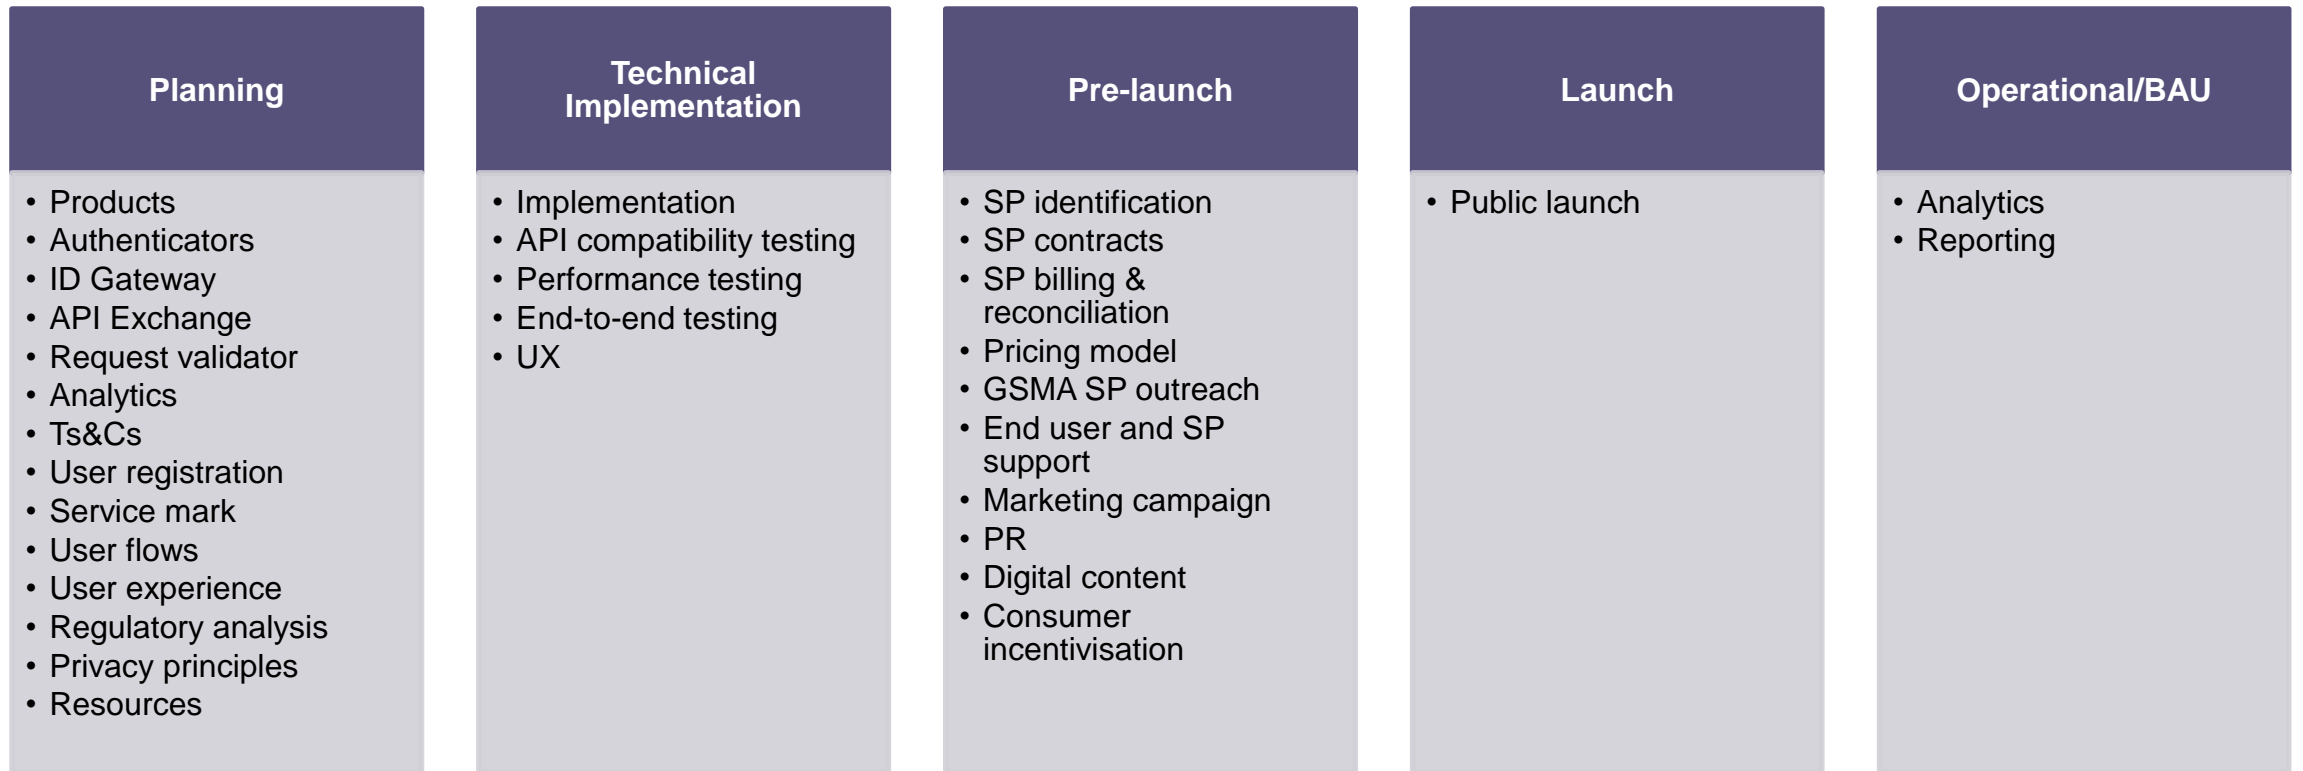 Planning
• Products
• Authenticators
• ID Gateway
• API Exchange
• Request validator
• Analytics
• Ts&Cs
• User registration
• Service mark
• User flows
• User experience
• Regulatory analysis
• Privacy principles
• Resources
Technical
Implementation
• Implementation
• API compatibility testing
• Performance testing
• End-to-end testing
• UX
Pre-launch
• SP identification
• SP contracts
• SP billing &
reconciliation
• Pricing model
• GSMA SP outreach
• End user and SP
support
• Marketing campaign
• PR
• Digital content
• Consumer
incentivisation
Launch
• Public launch
Operational/BAU
• Analytics
• Reporting